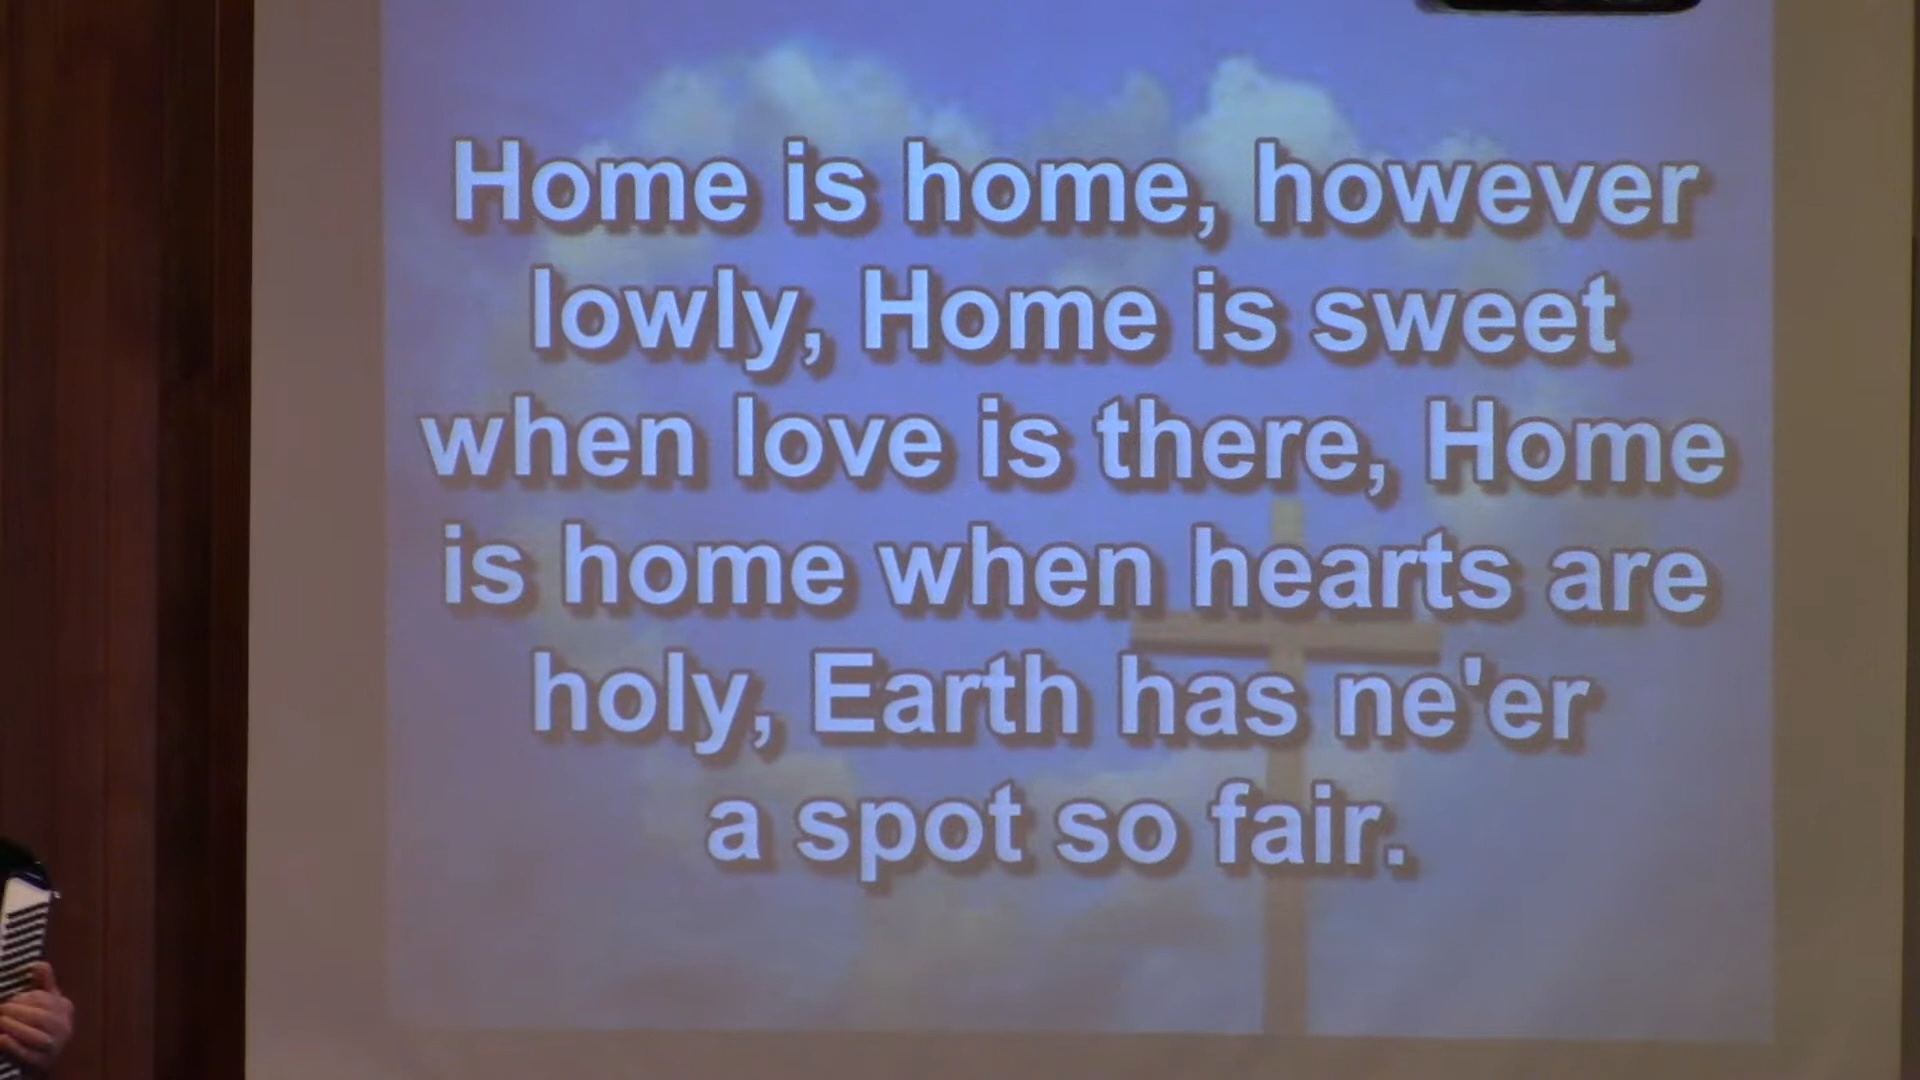 Home is home, however
lowly, Home is sweet
when love is there, Home
is home when hearts are
holy, Earth has ne'er
a spot so fair.